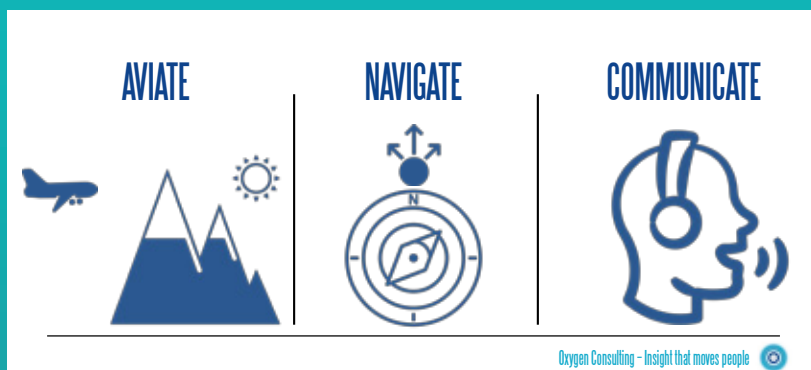 AVIATE
NAVIGATE
COMMUNICATE
N
Oxygen Consulting – Insight that moves people